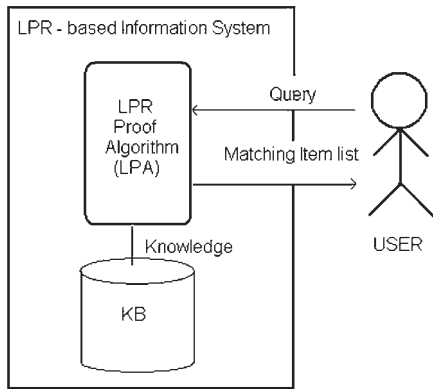 LPR - based Information System
LPR
Proof
Algorithm
(LPA)
Query
Matching Item list
Knowledge
KB
USER